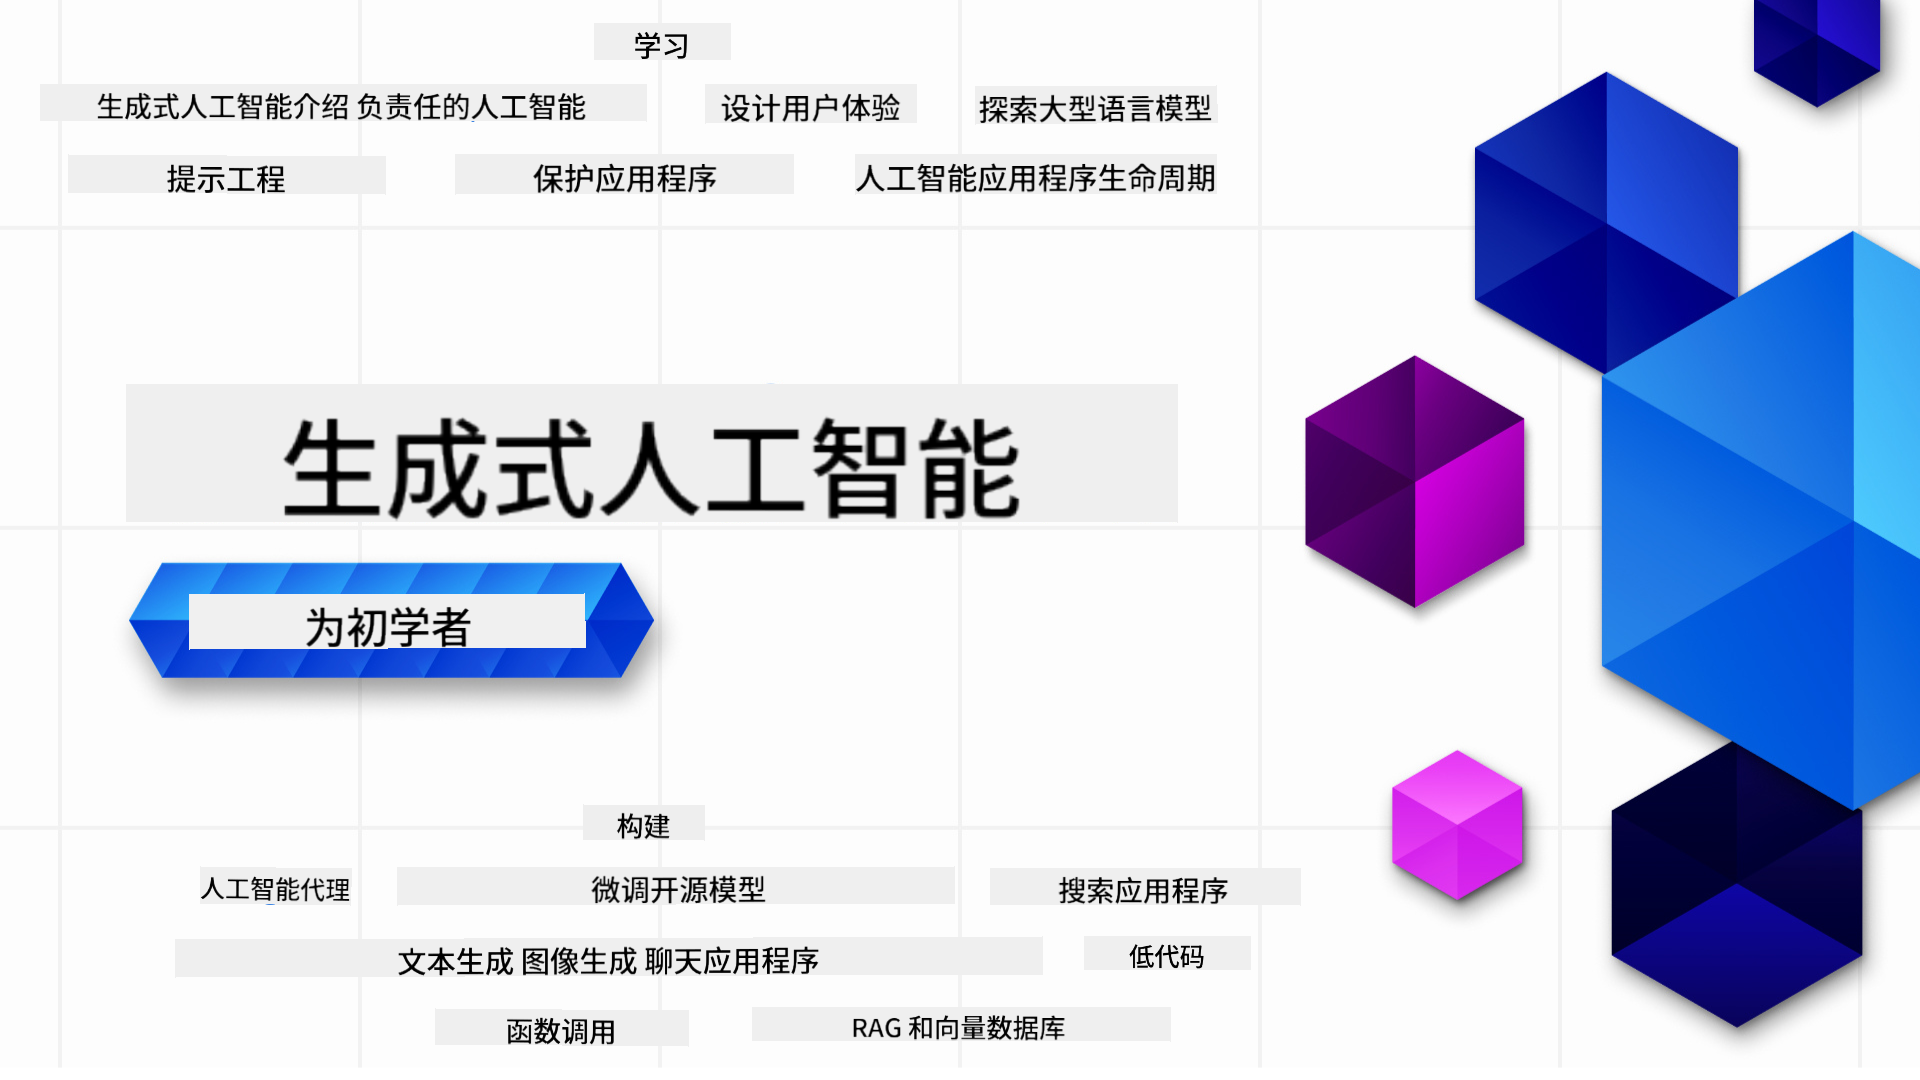 学习
生成式人工智能介绍 负责任的人工智能 设计用户体验 探索大型语言模型
提示工程 保护应用程序 人工智能应用程序生命周期
生成式人工智能
为初学者
构建
人工智能代理 微调开源模型 搜索应用程序
文本生成 图像生成 聊天应用程序 低代码
函数调用 RAG 和向量数据库